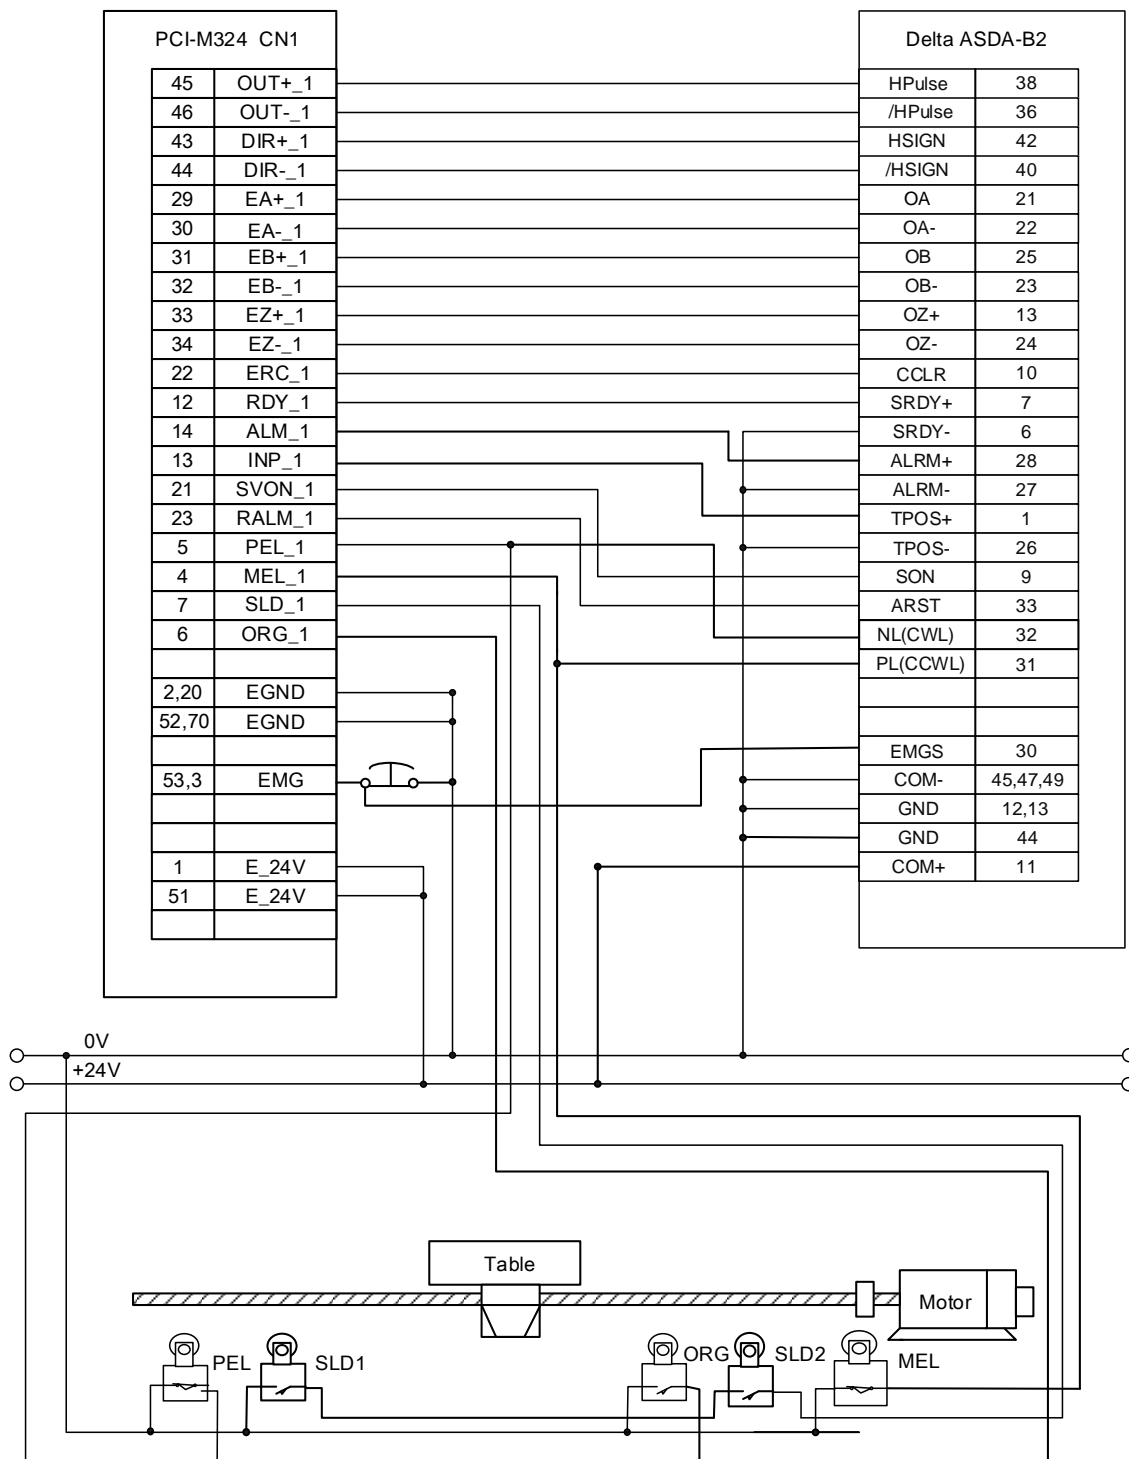 PCI-M324 CN1
45 OUT+_1
46 OUT-_1
43 DIR+_1
44 DIR-_1
29 EA+_1
30 EA-_1
31 EB+_1
32 EB-_1
33 EZ+_1
34 EZ-_1
22 ERC_1
12 RDY_1
14 ALM_1
13 INP_1
21 SVON_1
23 RALM_1
5 PEL_1
4 MEL_1
7 SLD_1
6 ORG_1
2,20 EGND
52,70 EGND
53,3 EMG
1 E_24V
51 E_24V
Delta ASDA-B2
HPulse 38
/HPulse 36
HSIGN 42
/HSIGN 40
OA 21
OA- 22
OB 25
OB- 23
OZ+ 13
OZ- 24
CCLR 10
SRDY+ 7
SRDY- 6
ALRM+ 28
ALRM- 27
TPOS+ 1
TPOS- 26
SON 9
ARST 33
NL(CWL) 32
PL(CCWL) 31
EMGS 30
COM- 45,47,49
GND 12,13
GND 44
COM+ 11
0V
+24V
Table
Motor
PEL
SLD1
ORG
SLD2
MEL